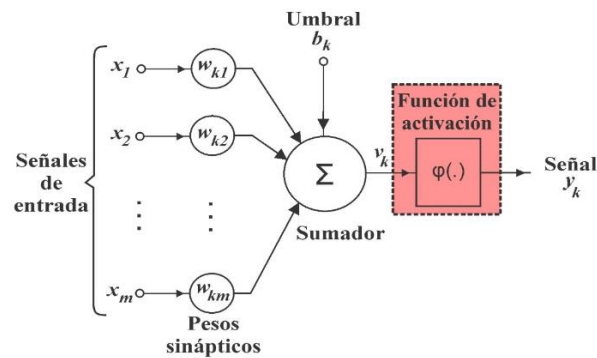 Umbral
b_k
x_1
w_k1
Función de
activación
x_2
w_k2
Señales
de
entrada
Σ
v_k
φ(.)
Señal
y_k
Sumador
x_m
w_km
Pesos
sinápticos